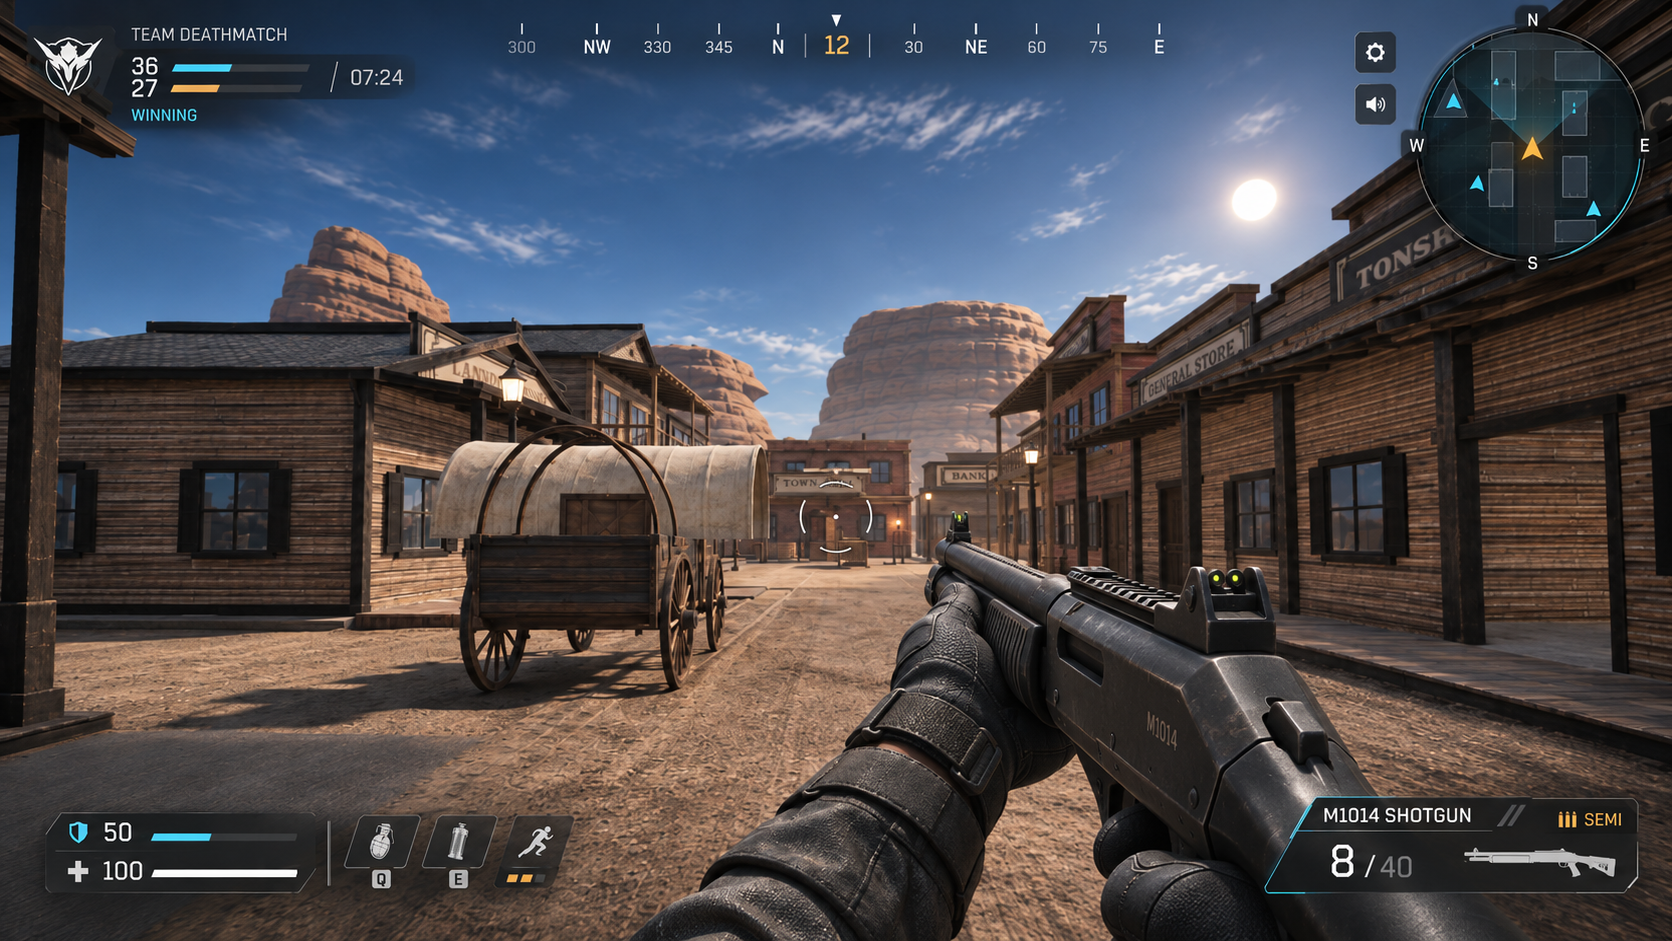 TEAM DEATHMATCH
36
27
07:24
WINNING
300 NW 330 345 N 12 30 NE 60 75 E
N
W
E
S
TONSH
GENERAL STORE
BANK
TOWN
M1014
50
100
Q
E
M1014 SHOTGUN
SEMI
8 / 40